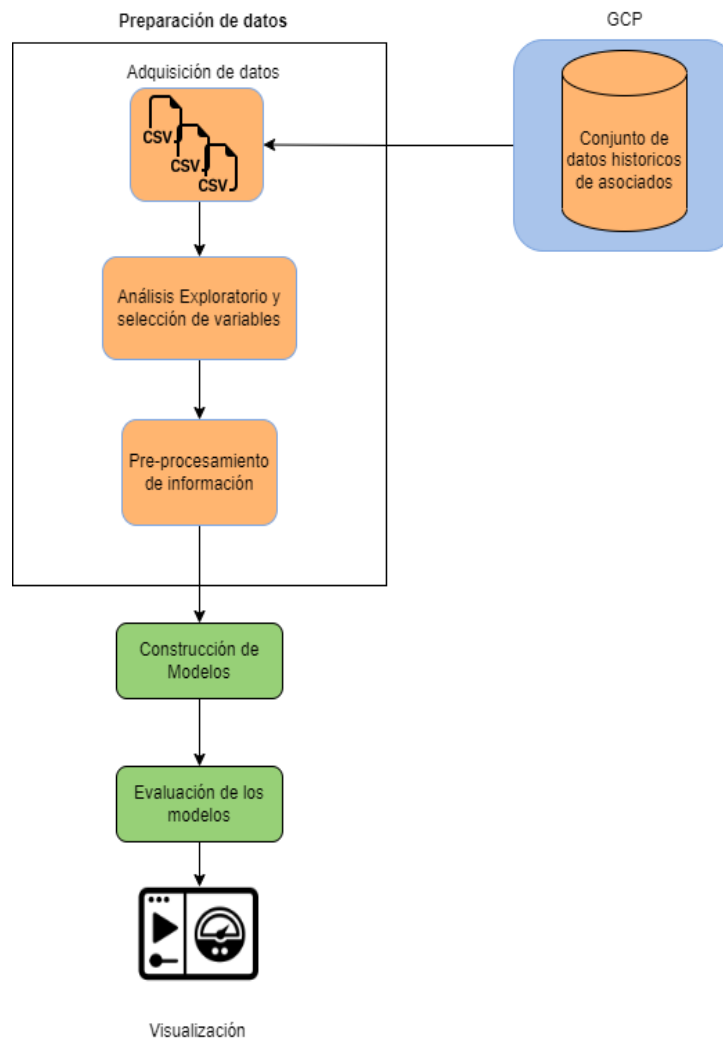 Preparación de datos
GCP
Adquisición de datos
CSV
CSV
CSV
Conjunto de
datos historicos
de asociados
Análisis Exploratorio y
selección de variables
Pre-procesamiento
de información
Construcción de
Modelos
Evaluación de los
modelos
Visualización